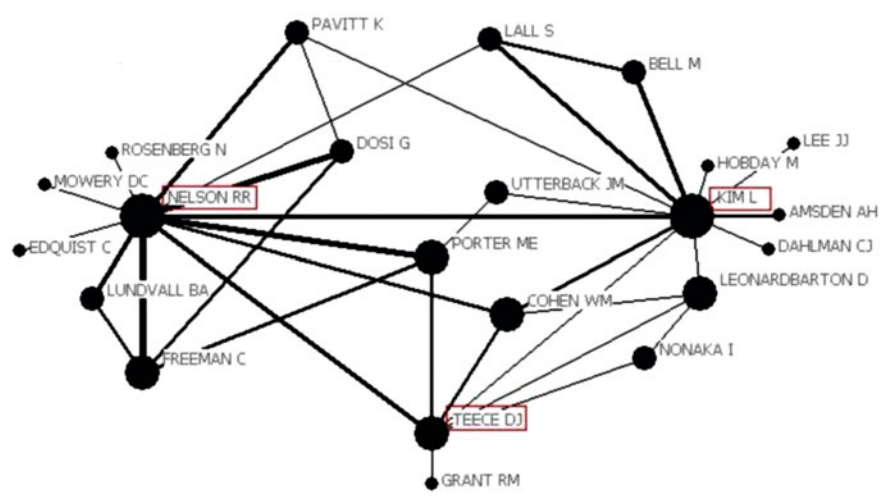 PAVITT K
LALL S
BELL M
ROSENBERG N
DOSI G
LEE JJ
HOBDAY M
MOWERY DC
NELSON RR
UTTERBACK JM
KIM L
AMSDEN AH
EDQUIST C
PORTER ME
DAHLMAN CJ
LUNDVALL BA
COHEN WM
LEONARDBARTON D
FREEMAN C
NONAKA I
TEECE DJ
GRANT RM